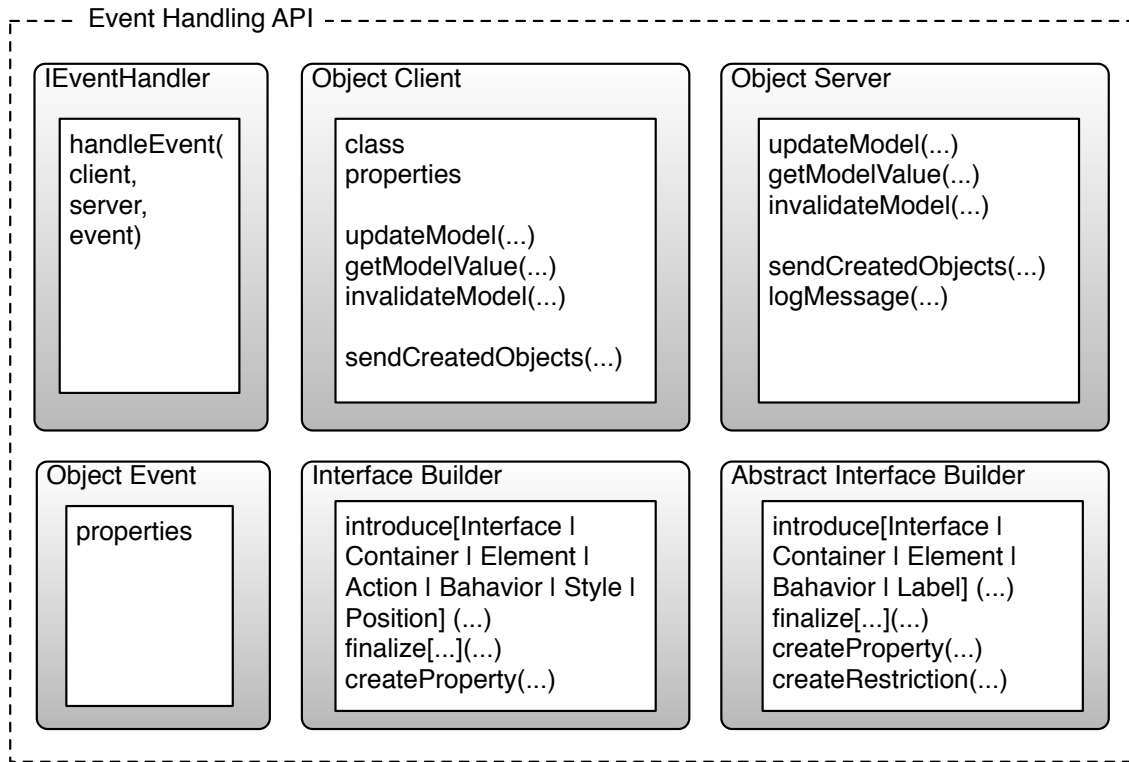 Event Handling API
IEventHandler
handleEvent(
client,
server,
event)
Object Client
class
properties
updateModel(...)
getModelValue(...)
invalidateModel(...)
sendCreatedObjects(...)
Object Server
updateModel(...)
getModelValue(...)
invalidateModel(...)
sendCreatedObjects(...)
logMessage(...)
Object Event
properties
Interface Builder
introduce[Interface |
Container | Element |
Action | Bahavior | Style |
Position] (...)
finalize[...](...)
createProperty(...)
Abstract Interface Builder
introduce[Interface |
Container | Element |
Bahavior | Label] (...)
finalize[...](...)
createProperty(...)
createRestriction(...)